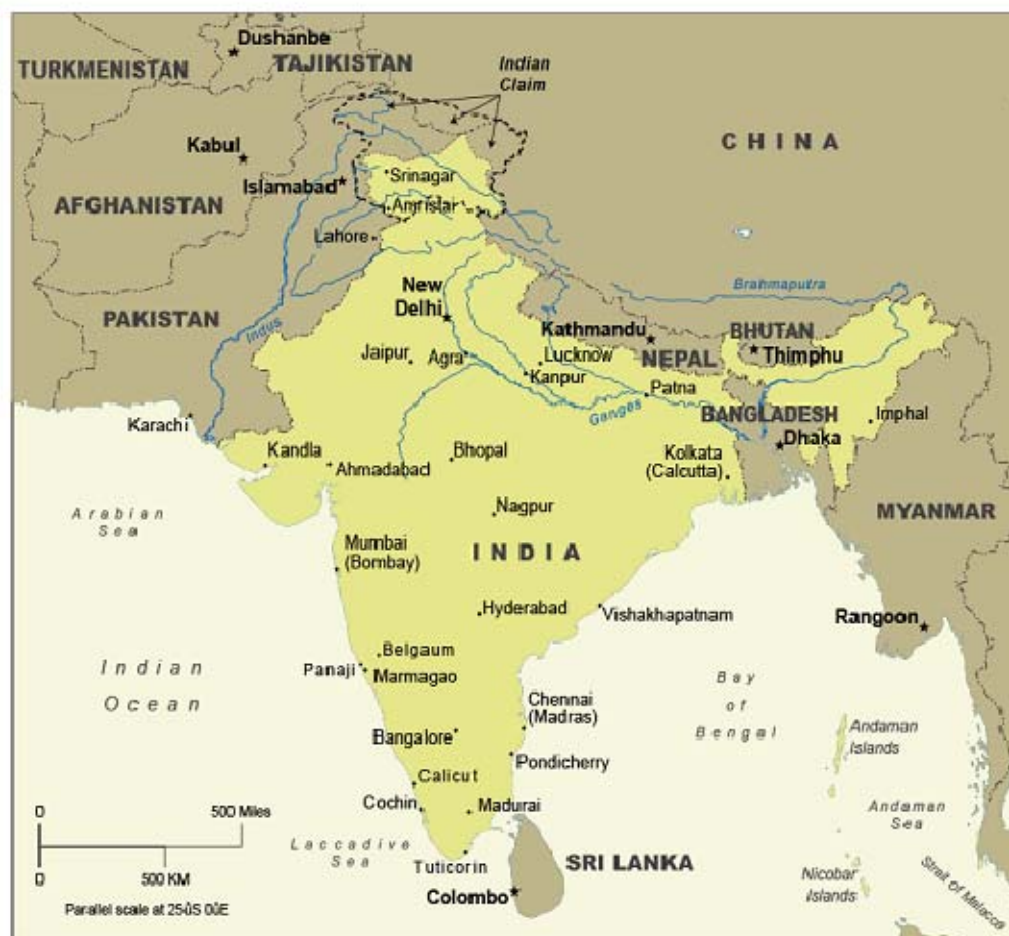 Dushanbe
TURKMENISTAN
TAJIKISTAN
Indian
Claim
CHINA
Kabul
Islamabad
Srinagar
AFGHANISTAN
Amristar
Lahore
New
Delhi
Brahmaputra
PAKISTAN
Indus
Kathmandu
NEPAL
BHUTAN
Thimphu
Jaipur
Agra
Lucknow
Kanpur
Patna
Ganges
BANGLADESH
Imphal
Karachi
Dhaka
Kandla
Ahmadabad
Bhopal
Kolkata
(Calcutta)
Arabian
Sea
Nagpur
MYANMAR
Mumbai
(Bombay)
INDIA
Hyderabad
Vishakhapatnam
Rangoon
Belgaum
Panaji
Marmagao
Indian
Ocean
Bay
of
Bengal
Chennai
(Madras)
Bangalore
Andaman
Islands
Pondicherry
Calicut
Cochin
Madurai
Andaman
Sea
0 500 Miles
Laccadive
Sea
Tuticorin
SRI LANKA
0 500 KM
Colombo
Nicobar
Islands
Strait of Malacca
Parallel scale at 25ûS 0ûE